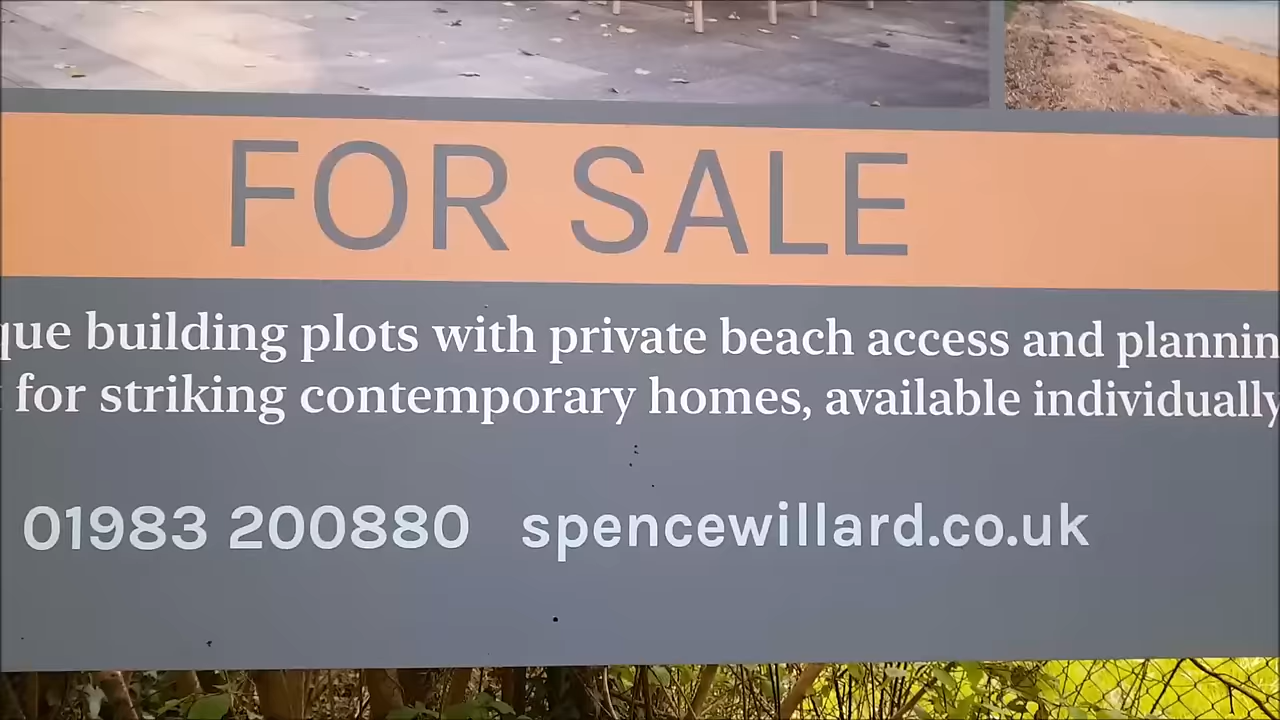 FOR SALE
que building plots with private beach access and plannin
for striking contemporary homes, available individually
01983 200880 spencewillard.co.uk